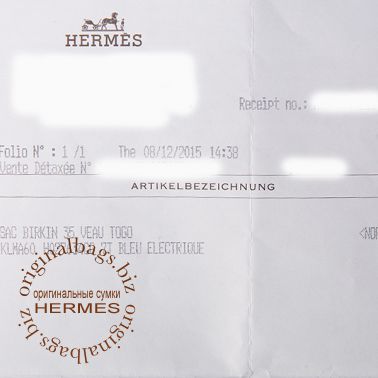 HERMÈS
Receipt no.:
Folio N° : 1 /1 The 08/12/2015 14:38
Vente Détaxée N°
ARTIKELBEZEICHNUNG
SAC BIRKIN 35 VEAU TOGO
BLEU ELECTRIQUE
originalbags.biz
оригинальные сумки
HERMES
originalbags.biz